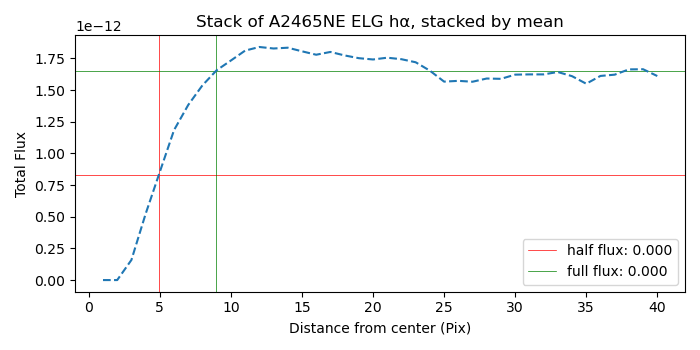 Stack of A2465NE ELG hα, stacked by mean
1e−12
1.75
1.50
1.25
1.00
0.75
0.50
0.25
0.00
Total Flux
half flux: 0.000
full flux: 0.000
0 5 10 15 20 25 30 35 40
Distance from center (Pix)